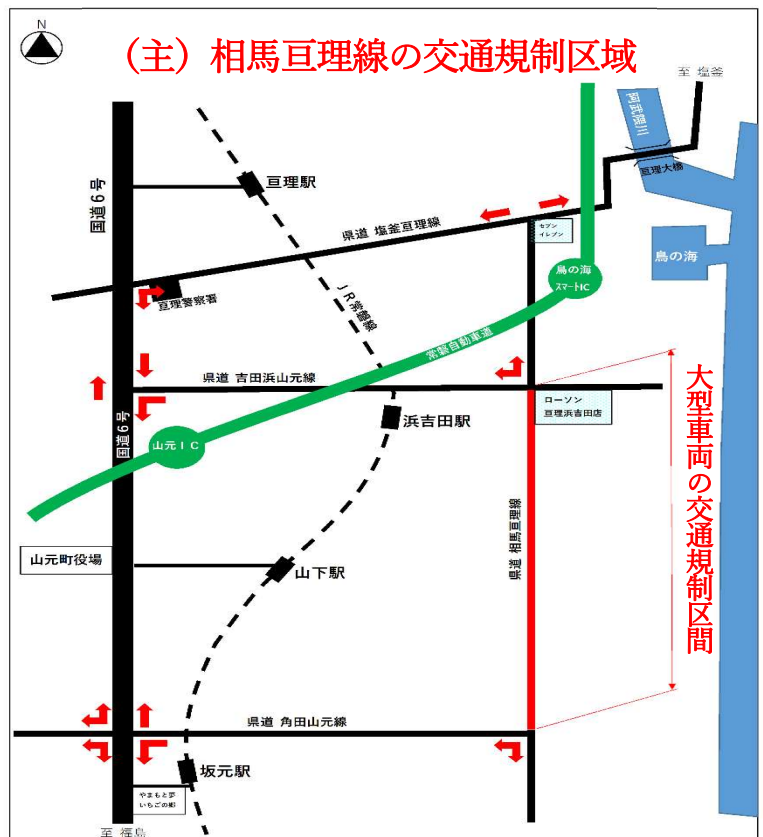 N
（主）相馬亘理線の交通規制区域
至 塩釜
阿武隈川
亘理大橋
国道6号
亘理駅
県道 塩釜亘理線
セブン
イレブン
鳥の海
鳥の海
スマートIC
亘理警察署
JR常磐線
常磐自動車道
県道 吉田浜山元線
ローソン
亘理浜吉田店
浜吉田駅
国道6号
山元IC
大型車両の交通規制区間
県道 相馬亘理線
山元町役場
山下駅
県道 角田山元線
坂元駅
やまもと夢
いちごの郷
至 福島